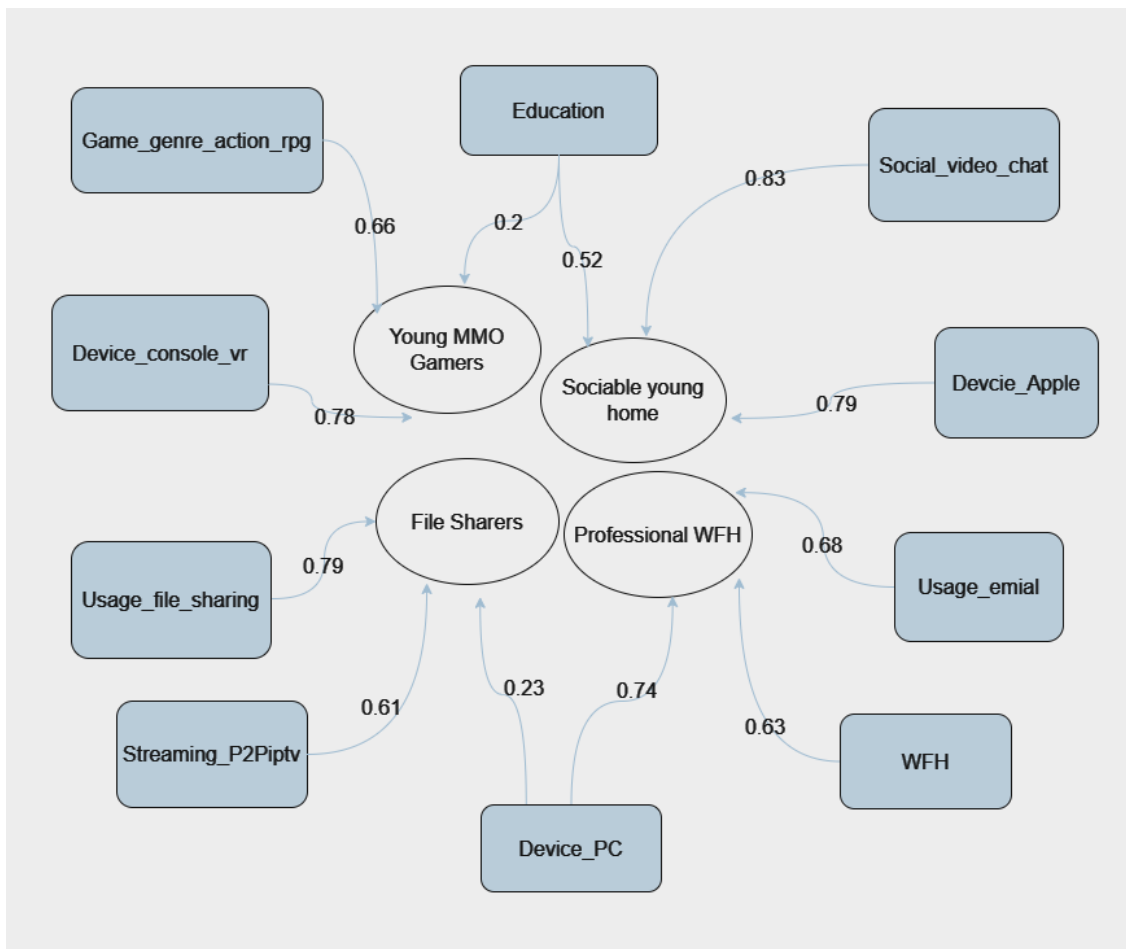 Education
Game_genre_action_rpg
Social_video_chat
0.83
0.66
0.2
0.52
Young MMO
Gamers
Device_console_vr
Sociable young
home
Devcie_Apple
0.78
0.79
File Sharers
Professional WFH
0.68
0.79
Usage_file_sharing
Usage_emial
0.23
0.74
0.61
0.63
Streaming_P2Piptv
WFH
Device_PC